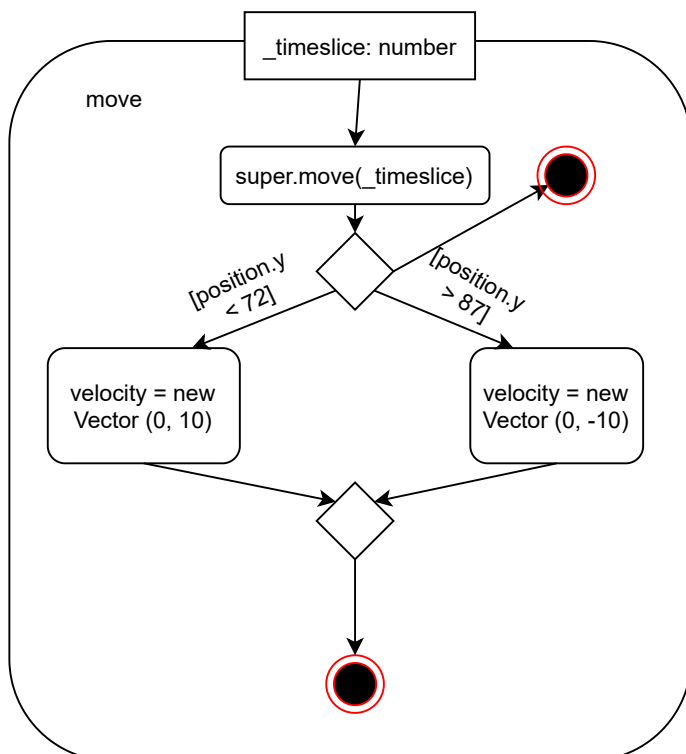 _timeslice: number
move
super.move(_timeslice)
[position.y
< 72]
[position.y
> 87]
velocity = new
Vector (0, 10)
velocity = new
Vector (0, -10)